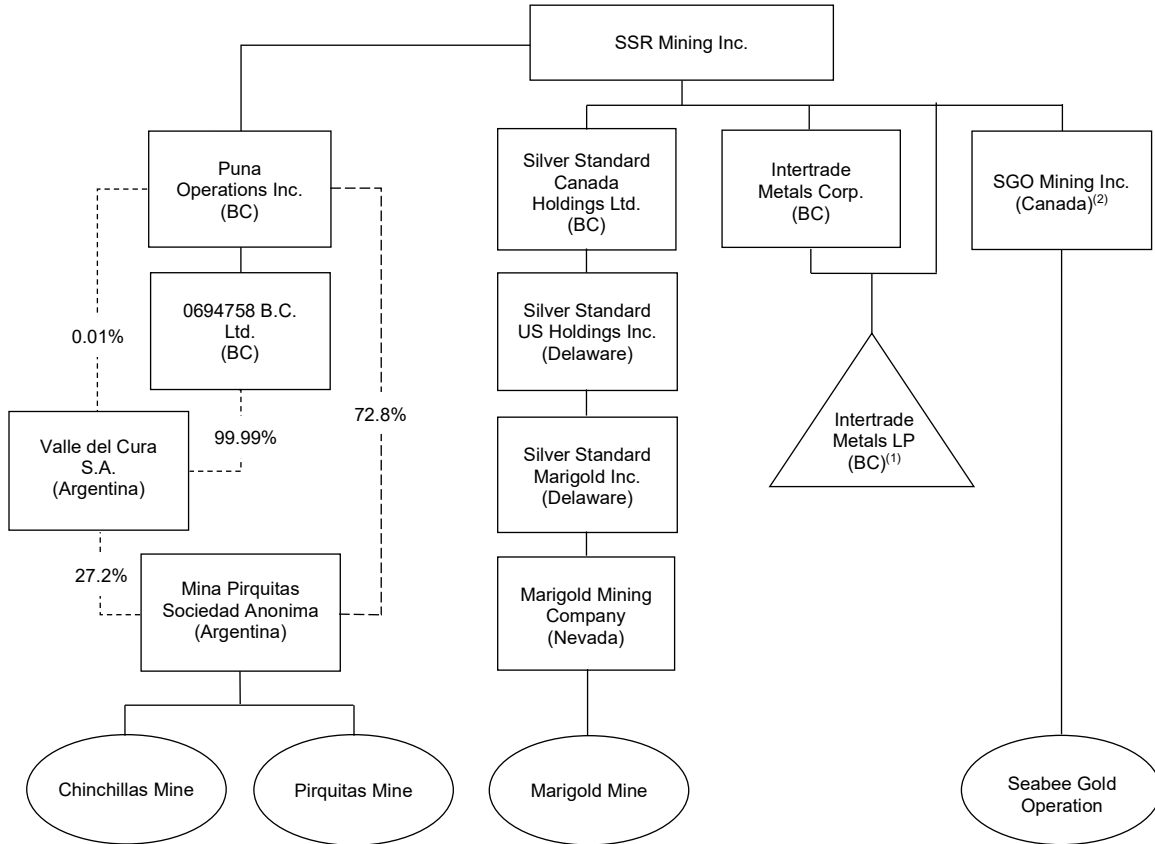 SSR Mining Inc.
Puna
Operations Inc.
(BC)
Silver Standard
Canada
Holdings Ltd.
(BC)
Intertrade
Metals Corp.
(BC)
SGO Mining Inc.
(Canada)(2)
0694758 B.C.
Ltd.
(BC)
Silver Standard
US Holdings Inc.
(Delaware)
0.01%
72.8%
99.99%
Valle del Cura
S.A.
(Argentina)
Silver Standard
Marigold Inc.
(Delaware)
Intertrade
Metals LP
(BC)(1)
27.2%
Mina Pirquitas
Sociedad Anonima
(Argentina)
Marigold Mining
Company
(Nevada)
Chinchillas Mine
Pirquitas Mine
Marigold Mine
Seabee Gold
Operation